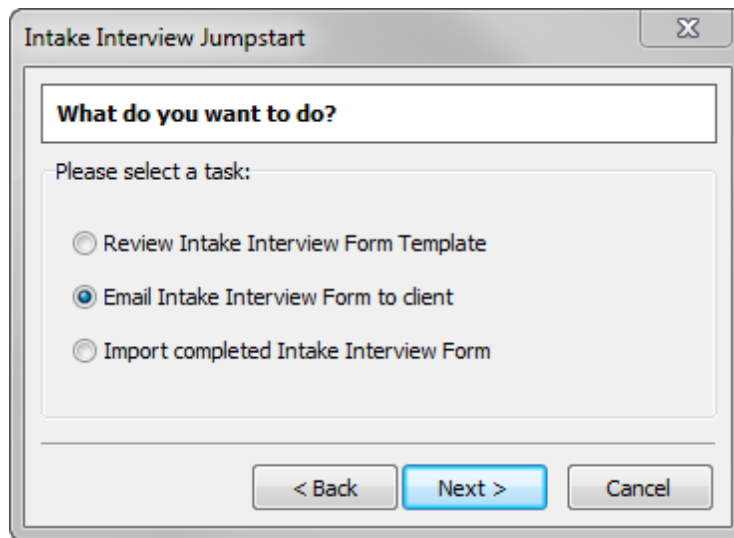 Intake Interview Jumpstart
What do you want to do?
Please select a task:
Review Intake Interview Form Template
Email Intake Interview Form to client
Import completed Intake Interview Form
< Back
Next >
Cancel